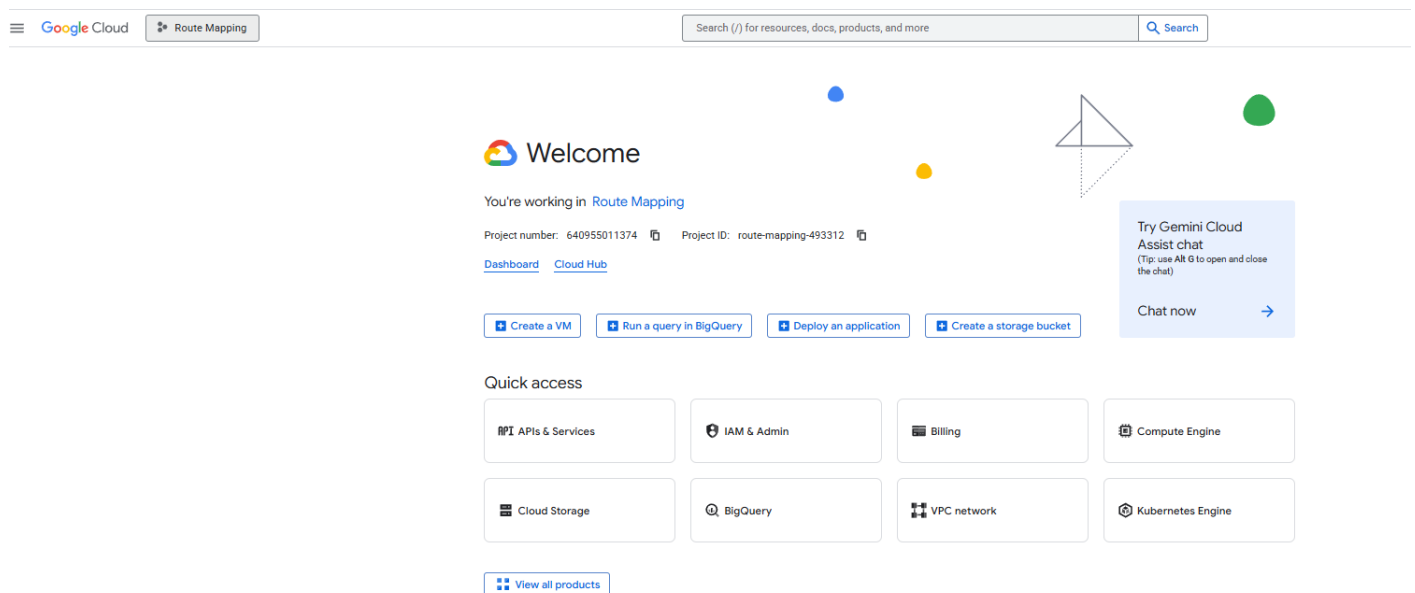 Google Cloud Route Mapping Search (/) for resources, docs, products, and more Search
Welcome
You're working in Route Mapping
Project number: 640955011374 Project ID: route-mapping-493312
Dashboard Cloud Hub
Try Gemini Cloud
Assist chat
(Tip: use Alt G to open and close
the chat)
Chat now
Create a VM Run a query in BigQuery Deploy an application Create a storage bucket
Quick access
API APIs & Services IAM & Admin Billing Compute Engine
Cloud Storage BigQuery VPC network Kubernetes Engine
View all products